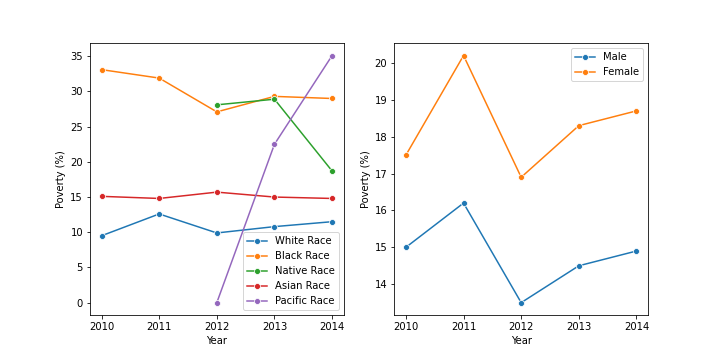 35
30
25
20
15
10
5
0
Poverty (%)
2010 2011 2012 2013 2014
Year
White Race
Black Race
Native Race
Asian Race
Pacific Race
20
19
18
17
16
15
14
Poverty (%)
2010 2011 2012 2013 2014
Year
Male
Female